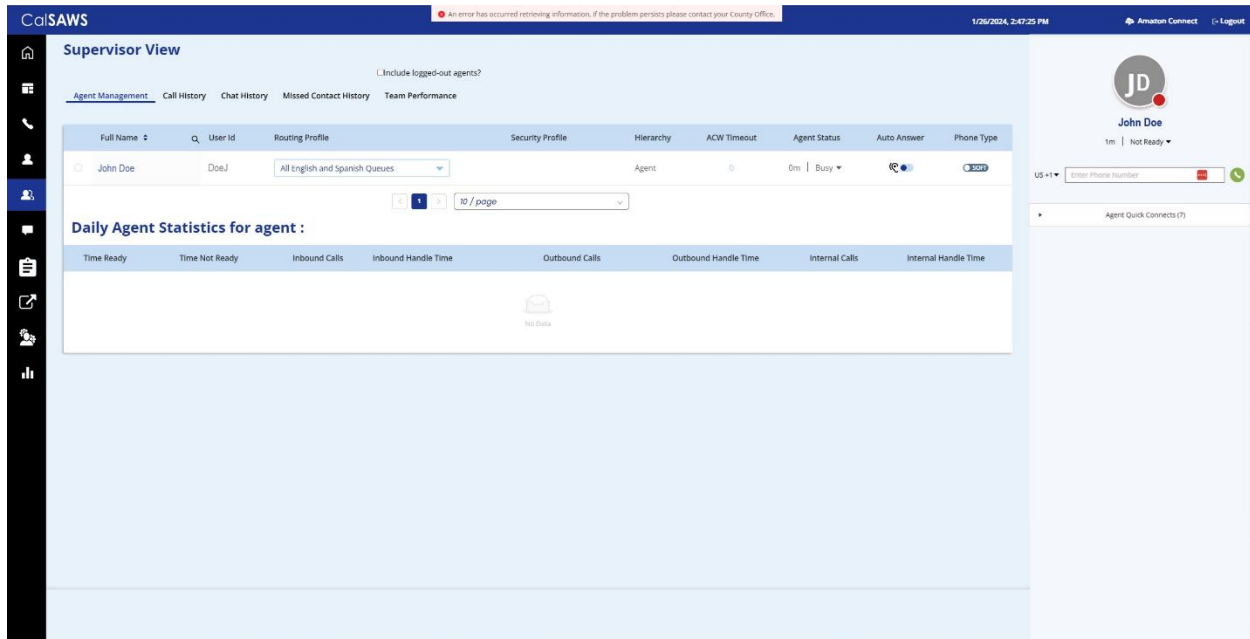 CalSAWS
An error has occurred retrieving information, if the problem persists please contact your County Office.
1/26/2024, 2:47:25 PM
Amazon Connect
Logout
Supervisor View
Include logged-out agents?
Agent Management Call History Chat History Missed Contact History Team Performance
Full Name User Id Routing Profile Security Profile Hierarchy ACW Timeout Agent Status Auto Answer Phone Type
John Doe DoeJ All English and Spanish Queues Agent 0 0m | Busy SOFT
1 10 / page
Daily Agent Statistics for agent :
Time Ready Time Not Ready Inbound Calls Inbound Handle Time Outbound Calls Outbound Handle Time Internal Calls Internal Handle Time
No Data
JD
John Doe
1m | Not Ready
US +1 Enter Phone Number
Agent Quick Connects (7)